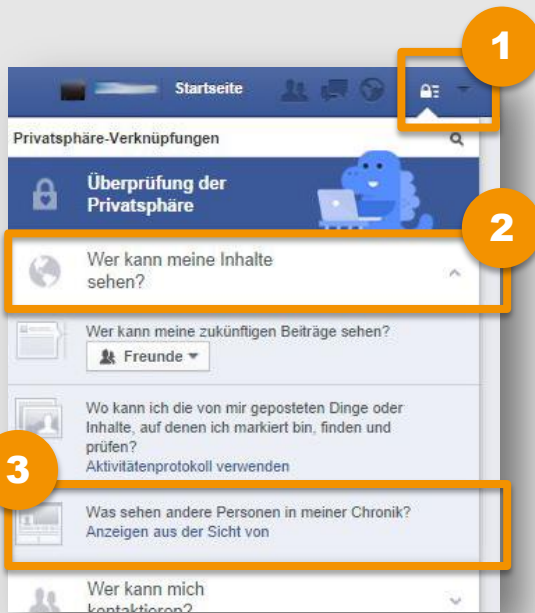 1
Startseite
Privatsphäre-Verknüpfungen
Überprüfung der
Privatsphäre
2
Wer kann meine Inhalte
sehen?
Wer kann meine zukünftigen Beiträge sehen?
Freunde
Wo kann ich die von mir geposteten Dinge oder
Inhalte, auf denen ich markiert bin, finden und
prüfen?
Aktivitätenprotokoll verwenden
3
Was sehen andere Personen in meiner Chronik?
Anzeigen aus der Sicht von
Wer kann mich
kontaktieren?